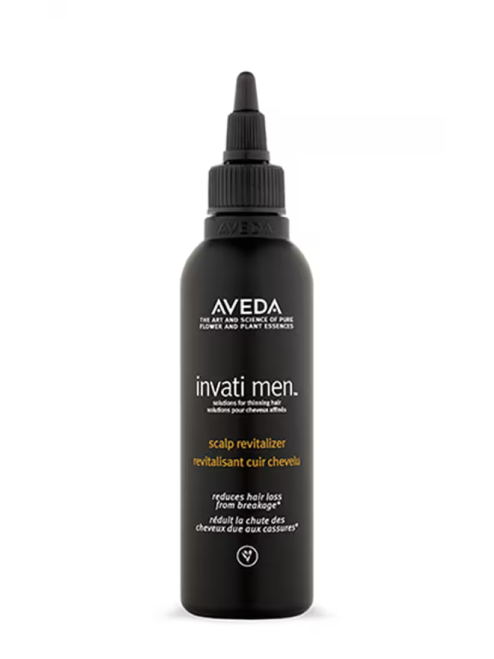 AVEDA
AVEDA
THE ART AND SCIENCE OF PURE
FLOWER AND PLANT ESSENCES
invati men™
solutions for thinning hair
solutions pour cheveux affinés
scalp revitalizer
revitalisant cuir chevelu
reduces hair loss
from breakage*
réduit la chute des
cheveux due aux cassures*